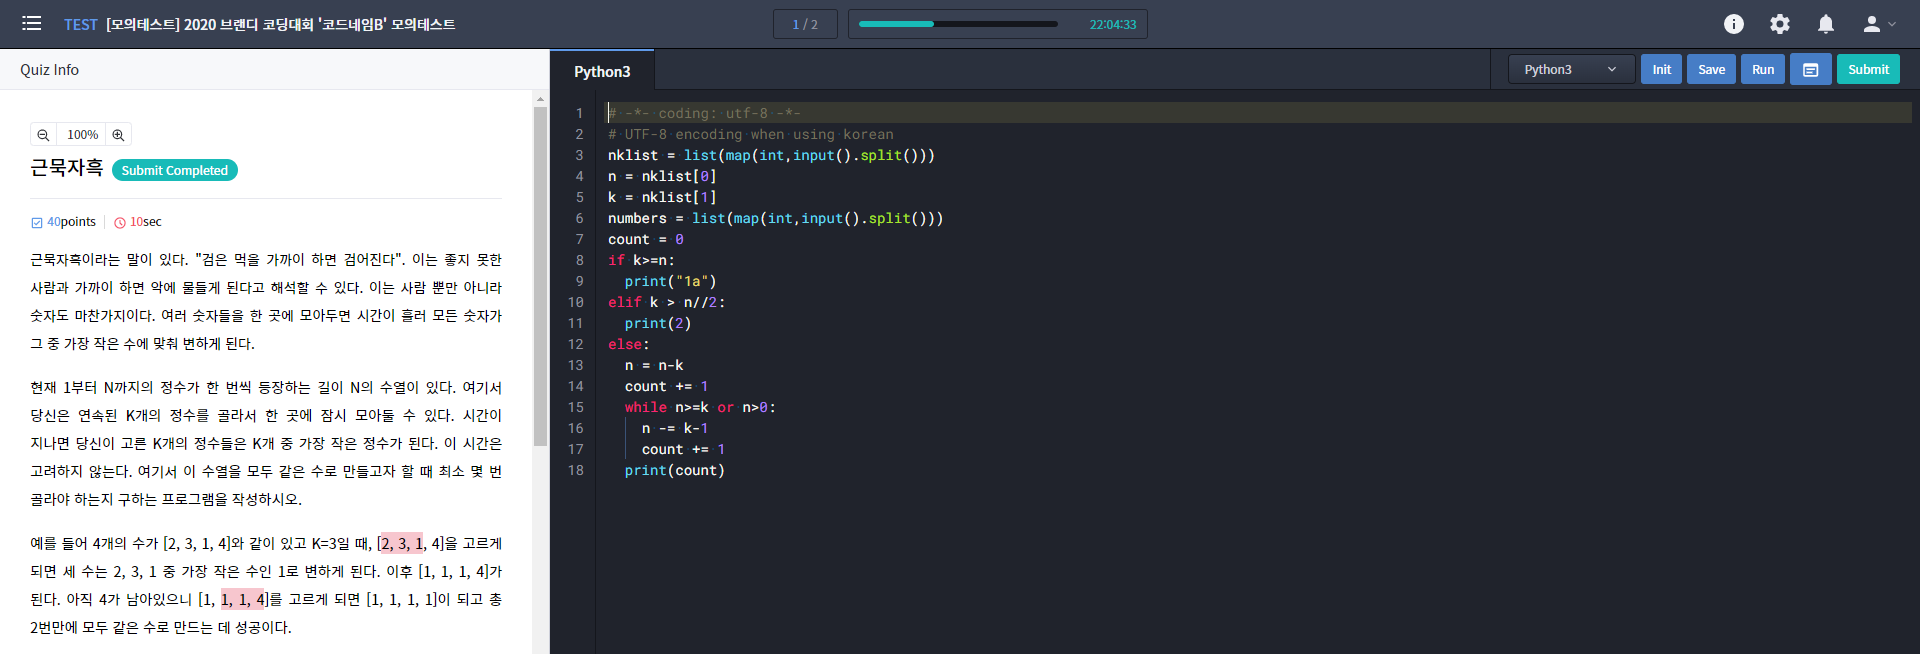 TEST [모의테스트] 2020 브랜디 코딩대회 '코드네임B' 모의테스트
1 / 2
22:04:33
Quiz Info
100%
근묵자흑 Submit Completed
40points 10sec
근묵자흑이라는 말이 있다. "검은 먹을 가까이 하면 검어진다". 이는 좋지 못한
사람과 가까이 하면 악에 물들게 된다고 해석할 수 있다. 이는 사람 뿐만 아니라
숫자도 마찬가지이다. 여러 숫자들을 한 곳에 모아두면 시간이 흘러 모든 숫자가
그 중 가장 작은 수에 맞춰 변하게 된다.
현재 1부터 N까지의 정수가 한 번씩 등장하는 길이 N의 수열이 있다. 여기서
당신은 연속된 K개의 정수를 골라서 한 곳에 잠시 모아둘 수 있다. 시간이
지나면 당신이 고른 K개의 정수들은 K개 중 가장 작은 정수가 된다. 이 시간은
고려하지 않는다. 여기서 이 수열을 모두 같은 수로 만들고자 할 때 최소 몇 번
골라야 하는지 구하는 프로그램을 작성하시오.
예를 들어 4개의 수가 [2, 3, 1, 4]와 같이 있고 K=3일 때, [2, 3, 1, 4]을 고르게
되면 세 수는 2, 3, 1 중 가장 작은 수인 1로 변하게 된다. 이후 [1, 1, 1, 4]가
된다. 아직 4가 남아있으니 [1, 1, 1, 4]를 고르게 되면 [1, 1, 1, 1]이 되고 총
2번만에 모두 같은 수로 만드는 데 성공이다.
Python3
Python3 Init Save Run Submit
1 # -*- coding: utf-8 -*-
2 # UTF-8 encoding when using korean
3 nklist = list(map(int,input().split()))
4 n = nklist[0]
5 k = nklist[1]
6 numbers = list(map(int,input().split()))
7 count = 0
8 if k>=n:
9 print("1a")
10 elif k > n//2:
11 print(2)
12 else:
13 n = n-k
14 count += 1
15 while n>=k or n>0:
16 n -= k-1
17 count += 1
18 print(count)